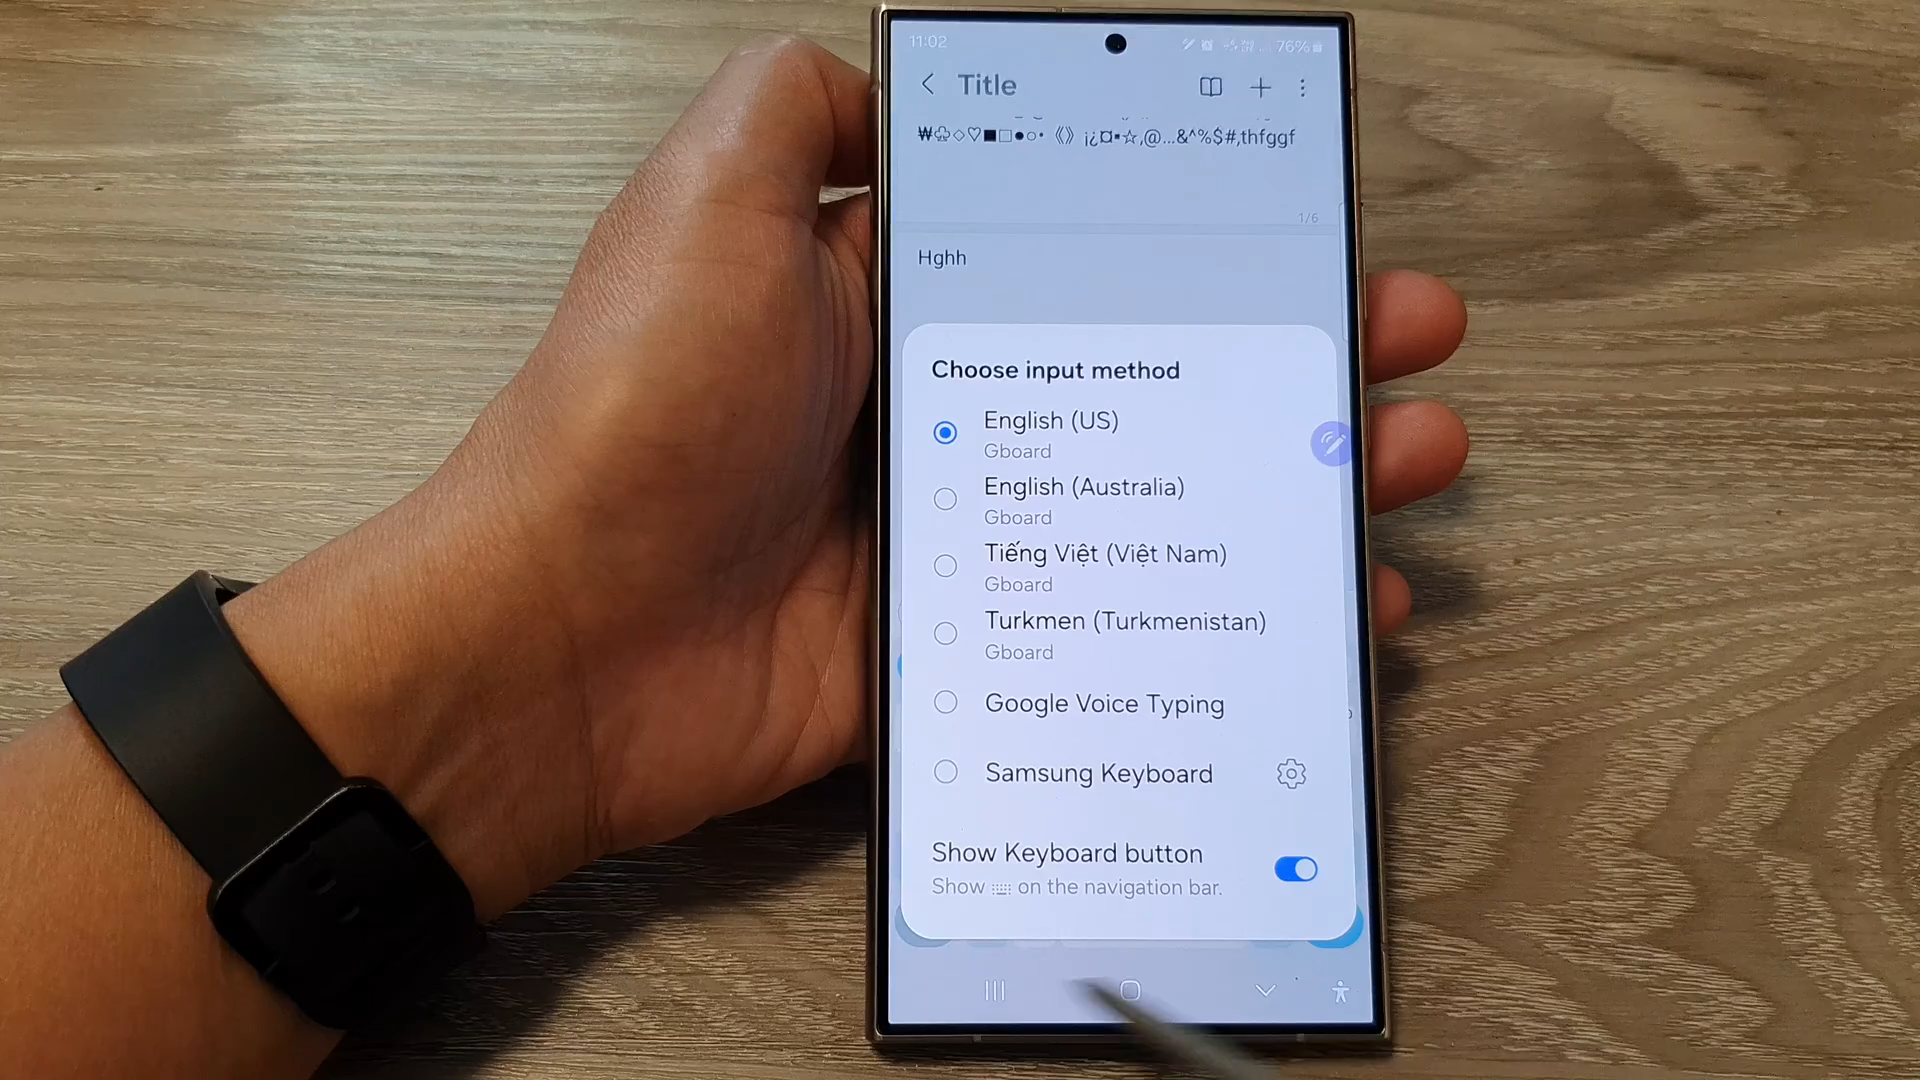 11:02
76%
Title
₩♧◇♡■□●○• 《》 ¡¿¤▪☆,@...&^%$#,thfggf
1/6
Hghh
Choose input method
English (US)
Gboard
English (Australia)
Gboard
Tiếng Việt (Việt Nam)
Gboard
Turkmen (Turkmenistan)
Gboard
Google Voice Typing
Samsung Keyboard
Show Keyboard button
Show on the navigation bar.